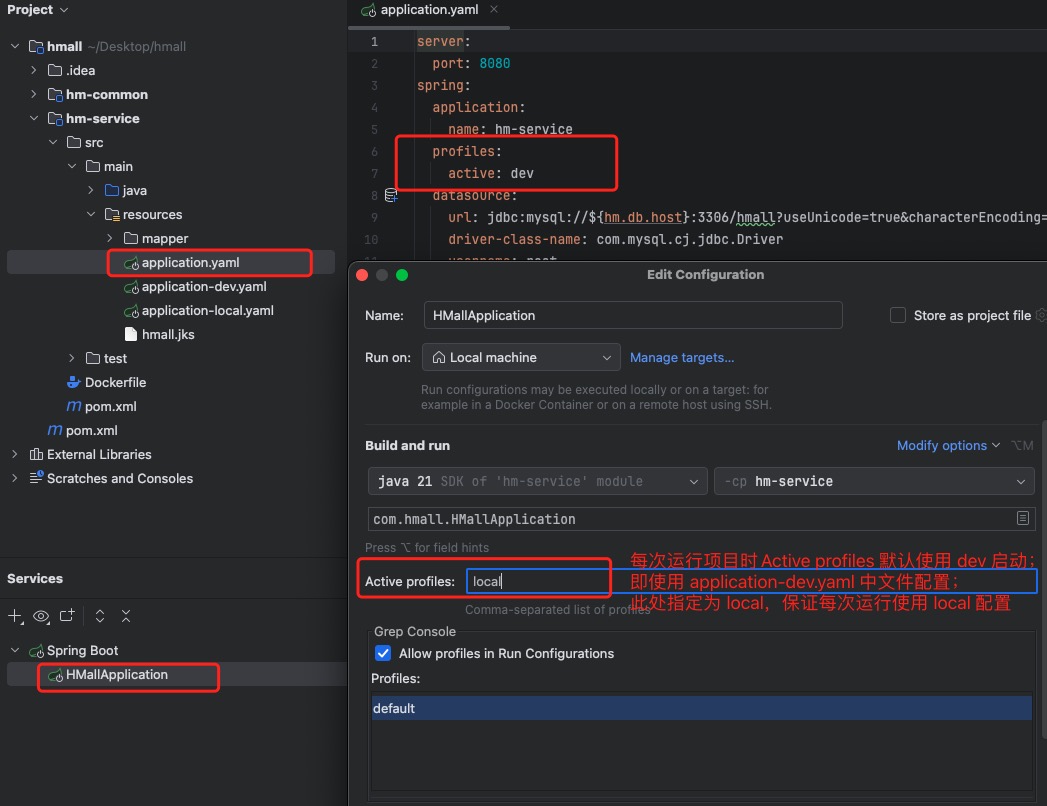 Project
hmall ~/Desktop/hmall
.idea
hm-common
hm-service
src
main
java
resources
mapper
application.yaml
application-dev.yaml
application-local.yaml
hmall.jks
test
Dockerfile
pom.xml
pom.xml
External Libraries
Scratches and Consoles
Services
Spring Boot
HMallApplication
application.yaml
1 server:
2 port: 8080
3 spring:
4 application:
5 name: hm-service
6 profiles:
7 active: dev
8 datasource:
9 url: jdbc:mysql://${hm.db.host}:3306/hmall?useUnicode=true&characterEncoding=
10 driver-class-name: com.mysql.cj.jdbc.Driver
Edit Configuration
Name: HMallApplication
Store as project file
Run on: Local machine Manage targets...
Run configurations may be executed locally or on a target: for
example in a Docker Container or on a remote host using SSH.
Build and run
Modify options ⌥M
java 21 SDK of 'hm-service' module
-cp hm-service
com.hmall.HMallApplication
Press ⌥ for field hints
Active profiles: local
Comma-separated list of profiles
每次运行项目时 Active profiles 默认使用 dev 启动;
即使用 application-dev.yaml 中文件配置;
此处指定为 local，保证每次运行使用 local 配置
Grep Console
Allow profiles in Run Configurations
Profiles:
default